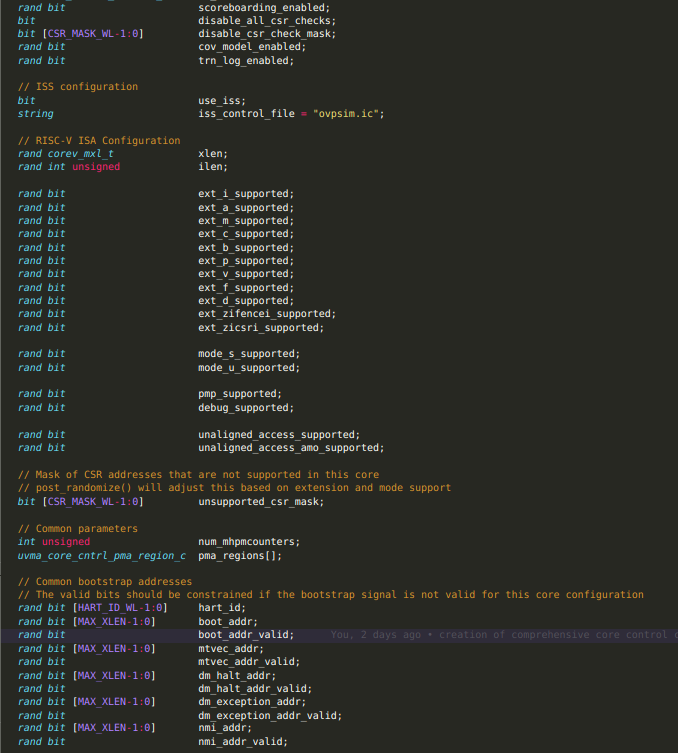 rand bit scoreboarding_enabled;
bit disable_all_csr_checks;
bit [CSR_MASK_WL-1:0] disable_csr_check_mask;
rand bit cov_model_enabled;
rand bit trn_log_enabled;
// ISS configuration
bit use_iss;
string iss_control_file = "ovpsim.ic";
// RISC-V ISA Configuration
rand corev_mxl_t xlen;
rand int unsigned ilen;
rand bit ext_i_supported;
rand bit ext_a_supported;
rand bit ext_m_supported;
rand bit ext_c_supported;
rand bit ext_b_supported;
rand bit ext_p_supported;
rand bit ext_v_supported;
rand bit ext_f_supported;
rand bit ext_d_supported;
rand bit ext_zifencei_supported;
rand bit ext_zicsri_supported;
rand bit mode_s_supported;
rand bit mode_u_supported;
rand bit pmp_supported;
rand bit debug_supported;
rand bit unaligned_access_supported;
rand bit unaligned_access_amo_supported;
// Mask of CSR addresses that are not supported in this core
// post_randomize() will adjust this based on extension and mode support
bit [CSR_MASK_WL-1:0] unsupported_csr_mask;
// Common parameters
int unsigned num_mhpmcounters;
uvma_core_cntrl_pma_region_c pma_regions[];
// Common bootstrap addresses
// The valid bits should be constrained if the bootstrap signal is not valid for this core configuration
rand bit [HART_ID_WL-1:0] hart_id;
rand bit [MAX_XLEN-1:0] boot_addr;
rand bit boot_addr_valid; You, 2 days ago • creation of comprehensive core control
rand bit [MAX_XLEN-1:0] mtvec_addr;
rand bit mtvec_addr_valid;
rand bit [MAX_XLEN-1:0] dm_halt_addr;
rand bit dm_halt_addr_valid;
rand bit [MAX_XLEN-1:0] dm_exception_addr;
rand bit dm_exception_addr_valid;
rand bit [MAX_XLEN-1:0] nmi_addr;
rand bit nmi_addr_valid;